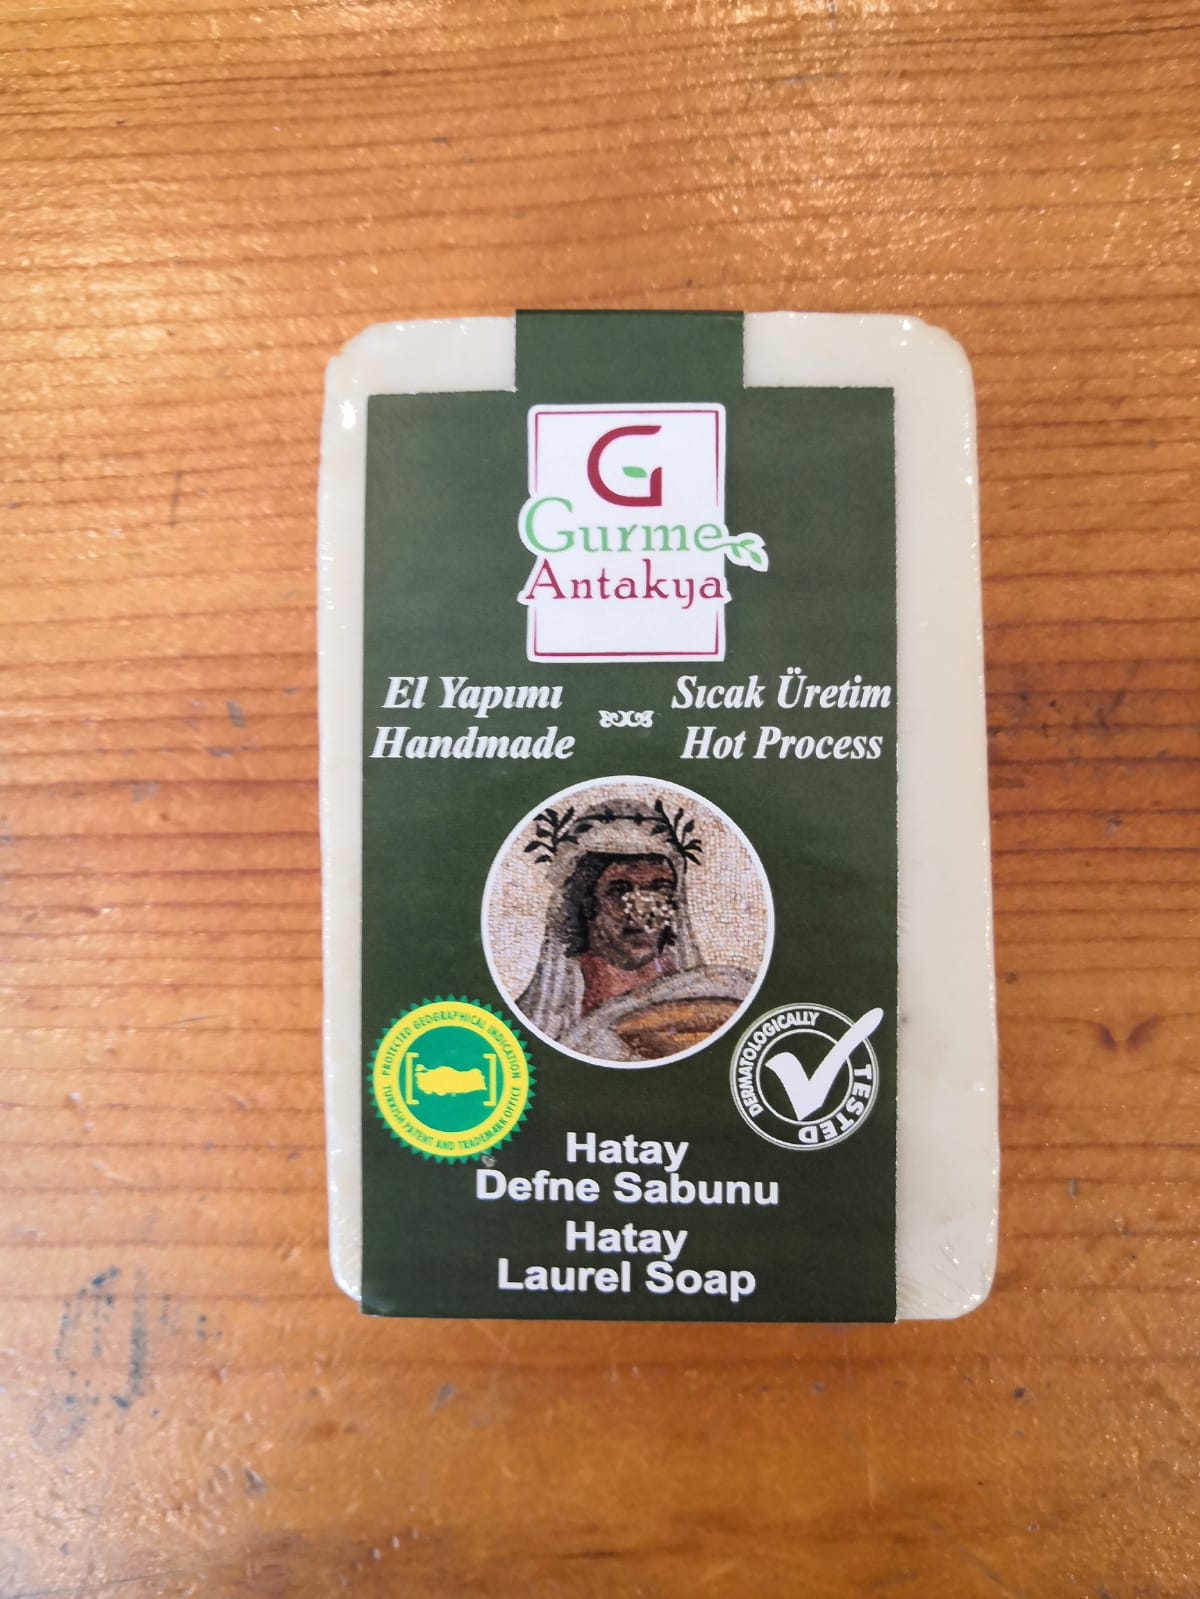 G
Gurme
Antakya
El Yapımı
Handmade
Sıcak Üretim
Hot Process
PROTECTED GEOGRAPHICAL INDICATION
TURKISH PATENT AND TRADEMARK OFFICE
DERMATOLOGICALLY
TESTED
Hatay
Defne Sabunu
Hatay
Laurel Soap